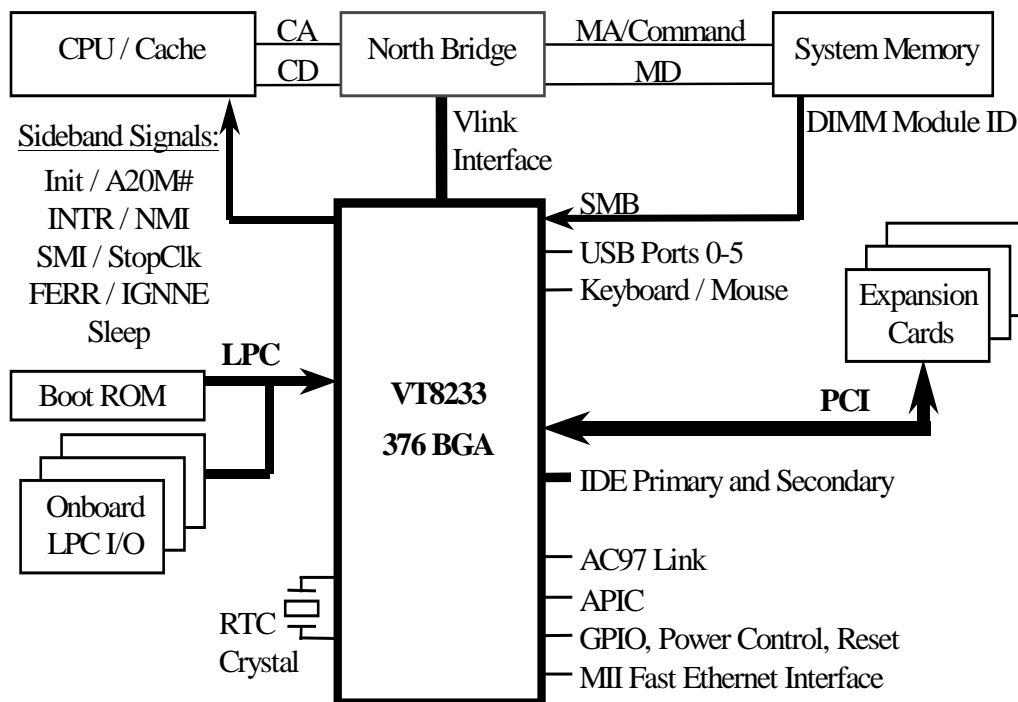 CPU / Cache
CA
CD
North Bridge
MA/Command
MD
System Memory
Sideband Signals:
Init / A20M#
INTR / NMI
SMI / StopClk
FERR / IGNNE
Sleep
Vlink
Interface
DIMM Module ID
SMB
USB Ports 0-5
Keyboard / Mouse
Expansion
Cards
LPC
Boot ROM
VT8233
376 BGA
PCI
Onboard
LPC I/O
IDE Primary and Secondary
RTC
Crystal
AC97 Link
APIC
GPIO, Power Control, Reset
MII Fast Ethernet Interface